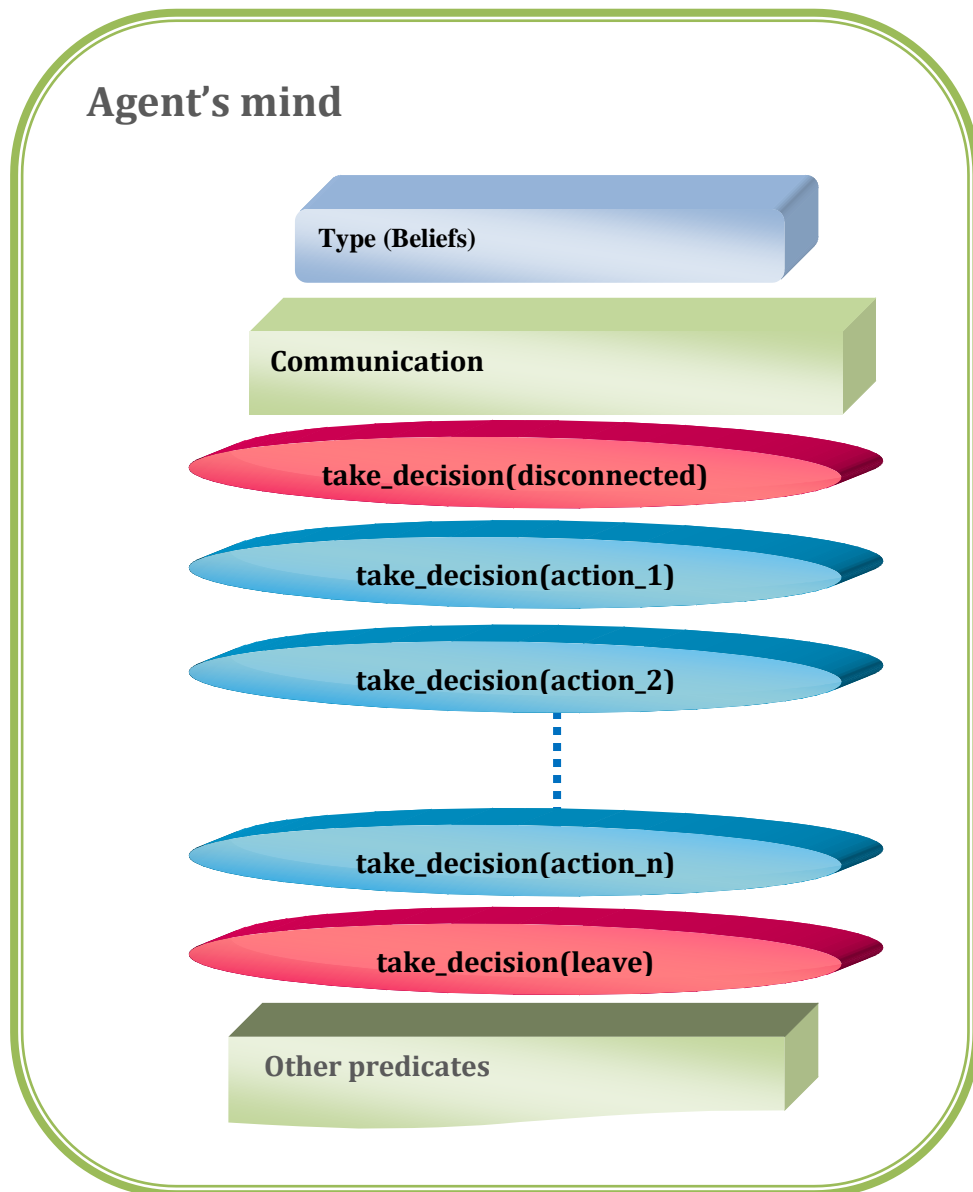 Agent’s mind
Type (Beliefs)
Communication
take_decision(disconnected)
take_decision(action_1)
take_decision(action_2)
take_decision(action_n)
take_decision(leave)
Other predicates